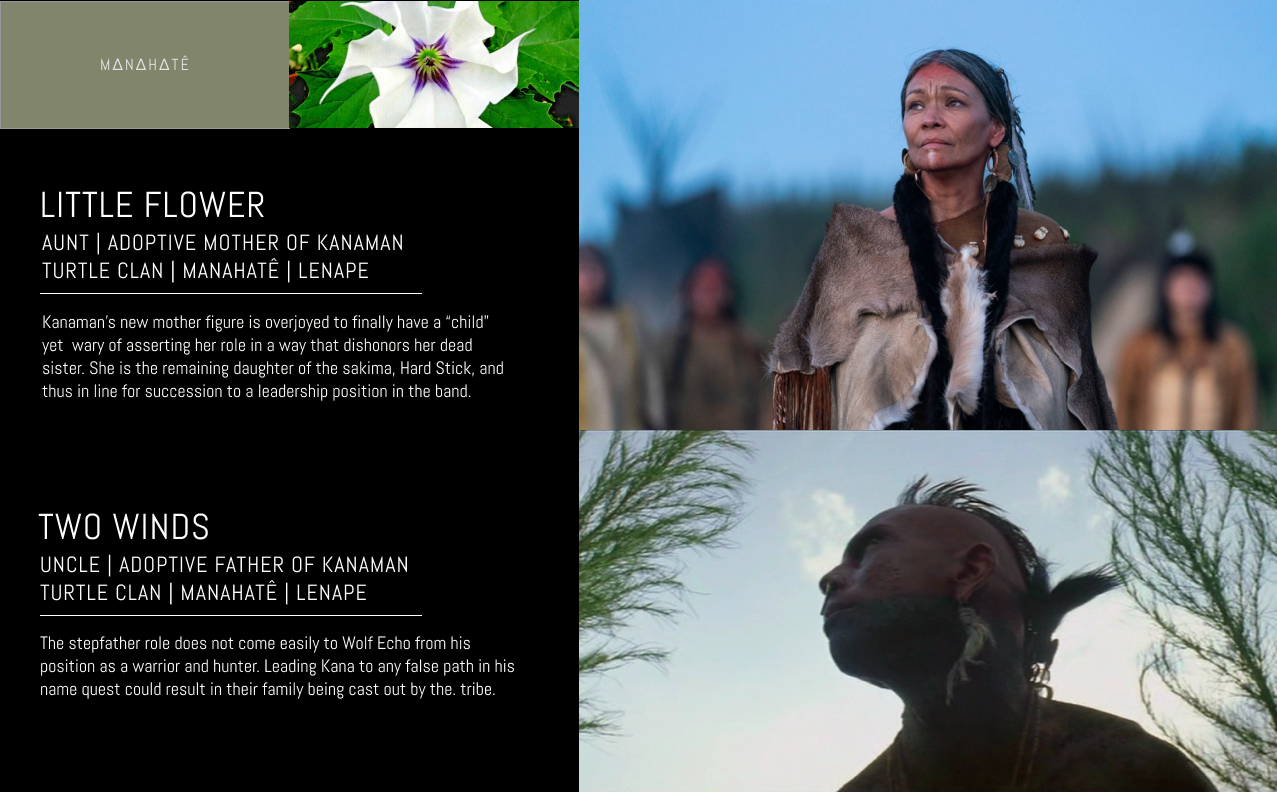 MANAHATÊ
LITTLE FLOWER
AUNT | ADOPTIVE MOTHER OF KANAMAN
TURTLE CLAN | MANAHATÊ | LENAPE
Kanaman's new mother figure is overjoyed to finally have a “child”
yet  wary of asserting her role in a way that dishonors her dead
sister. She is the remaining daughter of the sakima, Hard Stick, and
thus in line for succession to a leadership position in the band.
TWO WINDS
UNCLE | ADOPTIVE FATHER OF KANAMAN
TURTLE CLAN | MANAHATÊ | LENAPE
The stepfather role does not come easily to Wolf Echo from his
position as a warrior and hunter. Leading Kana to any false path in his
name quest could result in their family being cast out by the. tribe.